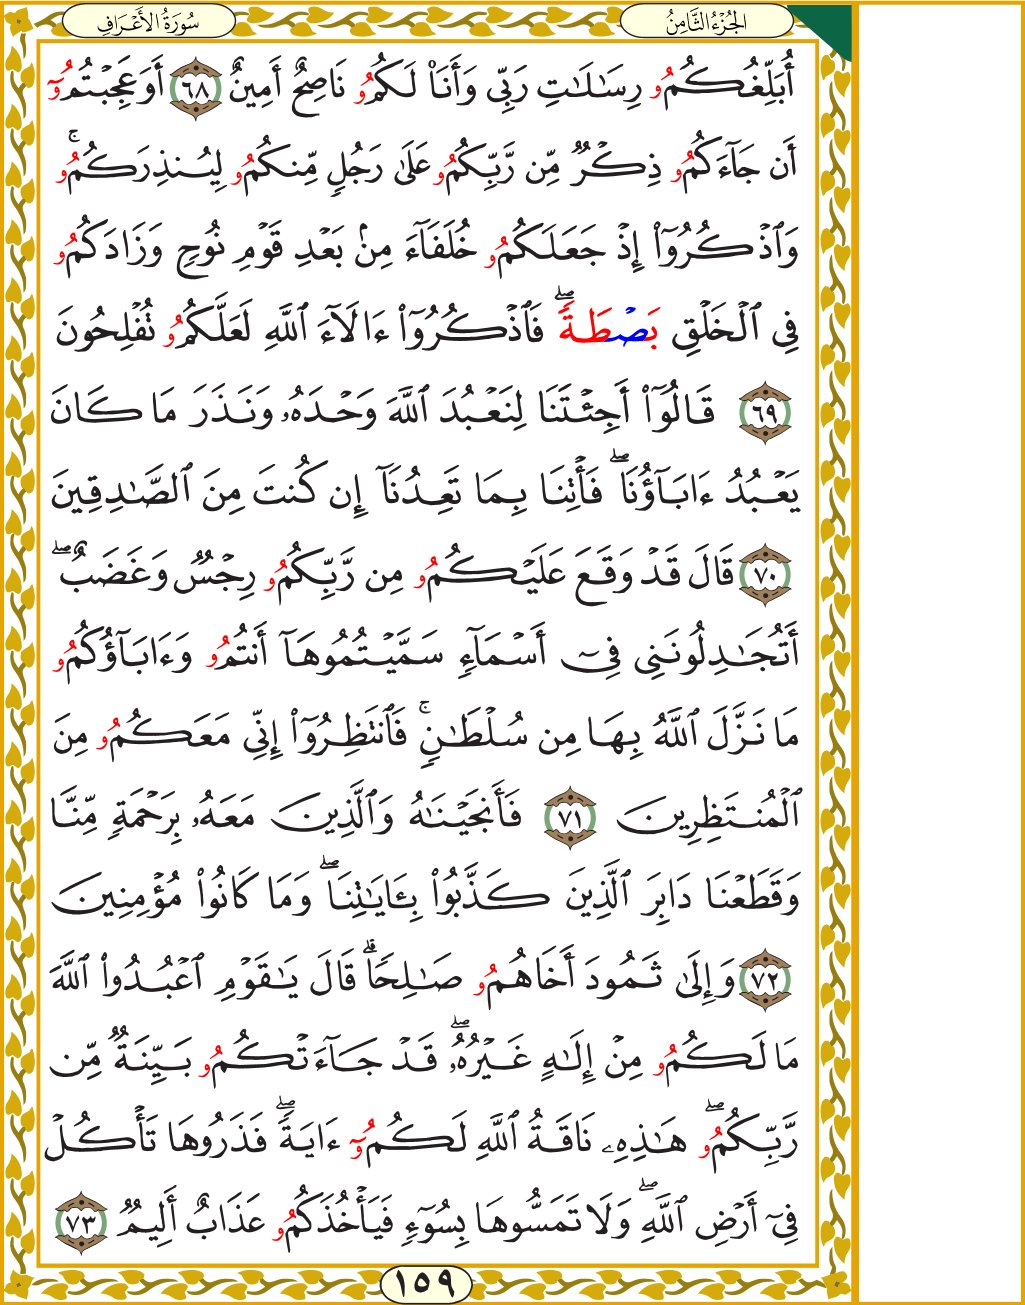 الجُزْءُ الثَّامِنُ
سُورَةُ الأَعْرَافِ
أُبَلِّغُكُمُۥ رِسَٰلَٰتِ رَبِّي وَأَنَا۠ لَكُمُۥ نَاصِحٌ أَمِينٌ ٦٨ أَوَعَجِبْتُمُۥٓ
أَن جَآءَكُمُۥ ذِكْرٌ مِّن رَّبِّكُمُۥ عَلَىٰ رَجُلٍ مِّنكُمُۥ لِيُنذِرَكُمُۥۚ
وَٱذْكُرُوٓا۟ إِذْ جَعَلَكُمُۥ خُلَفَآءَ مِنۢ بَعْدِ قَوْمِ نُوحٍ وَزَادَكُمُۥ
فِي ٱلْخَلْقِ بَصْۜطَةًۖ فَٱذْكُرُوٓا۟ ءَالَآءَ ٱللَّهِ لَعَلَّكُمُۥ تُفْلِحُونَ
٦٩ قَالُوٓا۟ أَجِئْتَنَا لِنَعْبُدَ ٱللَّهَ وَحْدَهُۥ وَنَذَرَ مَا كَانَ
يَعْبُدُ ءَابَآؤُنَاۖ فَأْتِنَا بِمَا تَعِدُنَآ إِن كُنتَ مِنَ ٱلصَّٰدِقِينَ
٧٠ قَالَ قَدْ وَقَعَ عَلَيْكُمُۥ مِن رَّبِّكُمُۥ رِجْسٌ وَغَضَبٌۖ
أَتُجَٰدِلُونَنِي فِيٓ أَسْمَآءٍ سَمَّيْتُمُوهَآ أَنتُمُۥ وَءَابَآؤُكُمُۥ
مَا نَزَّلَ ٱللَّهُ بِهَا مِن سُلْطَٰنٍۚ فَٱنتَظِرُوٓا۟ إِنِّي مَعَكُمُۥ مِنَ
ٱلْمُنتَظِرِينَ ٧١ فَأَنجَيْنَٰهُ وَٱلَّذِينَ مَعَهُۥ بِرَحْمَةٍ مِّنَّا
وَقَطَعْنَا دَابِرَ ٱلَّذِينَ كَذَّبُوا۟ بِـَٔايَٰتِنَاۖ وَمَا كَانُوا۟ مُؤْمِنِينَ
٧٢ وَإِلَىٰ ثَمُودَ أَخَاهُمُۥ صَٰلِحًاۗ قَالَ يَٰقَوْمِ ٱعْبُدُوا۟ ٱللَّهَ
مَا لَكُمُۥ مِنْ إِلَٰهٍ غَيْرُهُۥۖ قَدْ جَآءَتْكُمُۥ بَيِّنَةٌ مِّن
رَّبِّكُمُۥۖ هَٰذِهِۦ نَاقَةُ ٱللَّهِ لَكُمُۥٓ ءَايَةًۖ فَذَرُوهَا تَأْكُلْ
فِيٓ أَرْضِ ٱللَّهِۖ وَلَا تَمَسُّوهَا بِسُوٓءٍ فَيَأْخُذَكُمُۥ عَذَابٌ أَلِيمٌ ٧٣
١٥٩